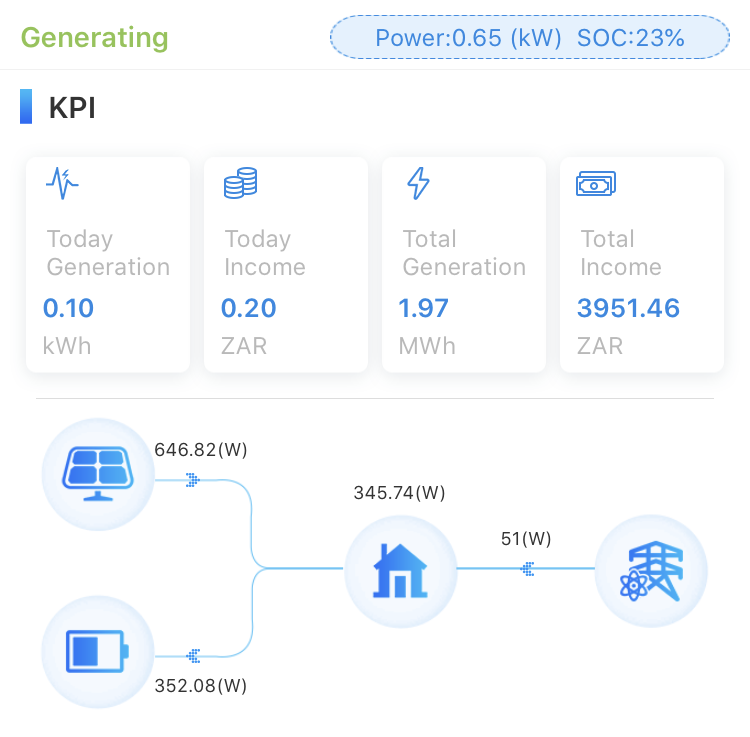 Generating
Power:0.65 (kW) SOC:23%
KPI
Today
Generation
0.10
kWh
Today
Income
0.20
ZAR
Total
Generation
1.97
MWh
Total
Income
3951.46
ZAR
646.82(W)
345.74(W)
51(W)
352.08(W)